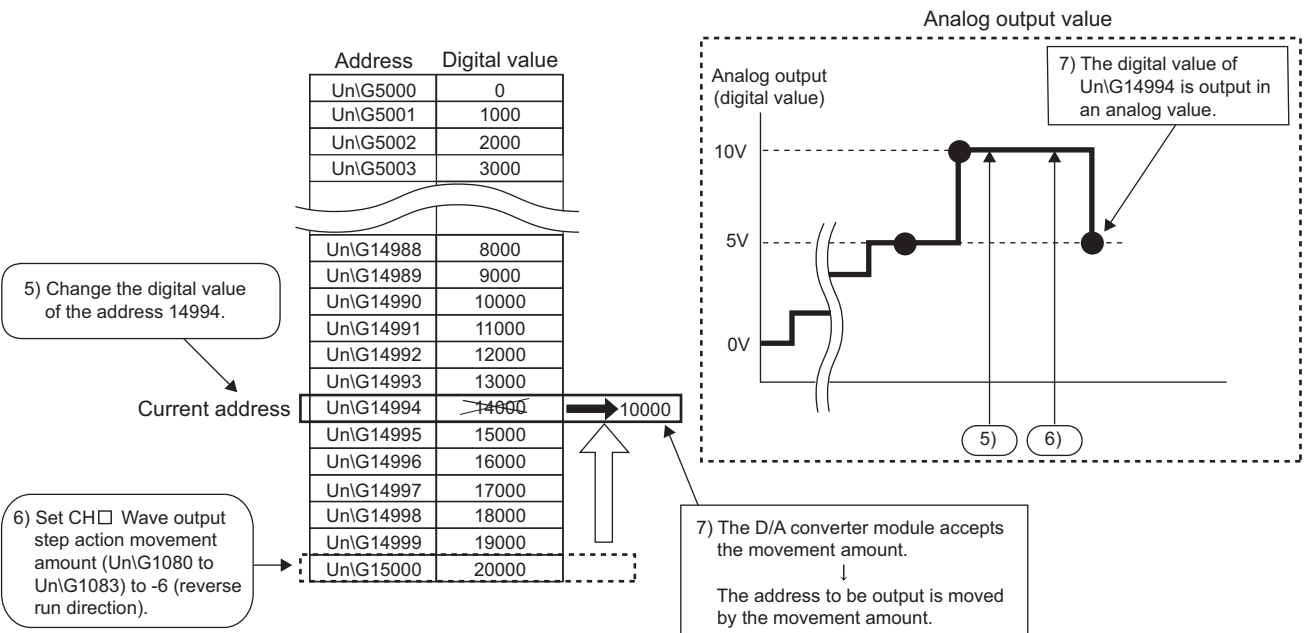 Analog output value
Address Digital value
Un\G5000 0
Un\G5001 1000
Un\G5002 2000
Un\G5003 3000
Un\G14988 8000
Un\G14989 9000
Un\G14990 10000
Un\G14991 11000
Un\G14992 12000
Un\G14993 13000
Current address Un\G14994 14000 10000
Un\G14995 15000
Un\G14996 16000
Un\G14997 17000
Un\G14998 18000
Un\G14999 19000
Un\G15000 20000
5) Change the digital value
of the address 14994.
6) Set CH□ Wave output
step action movement
amount (Un\G1080 to
Un\G1083) to -6 (reverse
run direction).
7) The D/A converter module accepts
the movement amount.
↓
The address to be output is moved
by the movement amount.
Analog output
(digital value)
7) The digital value of
Un\G14994 is output in
an analog value.
10V
5V
0V
5) 6)